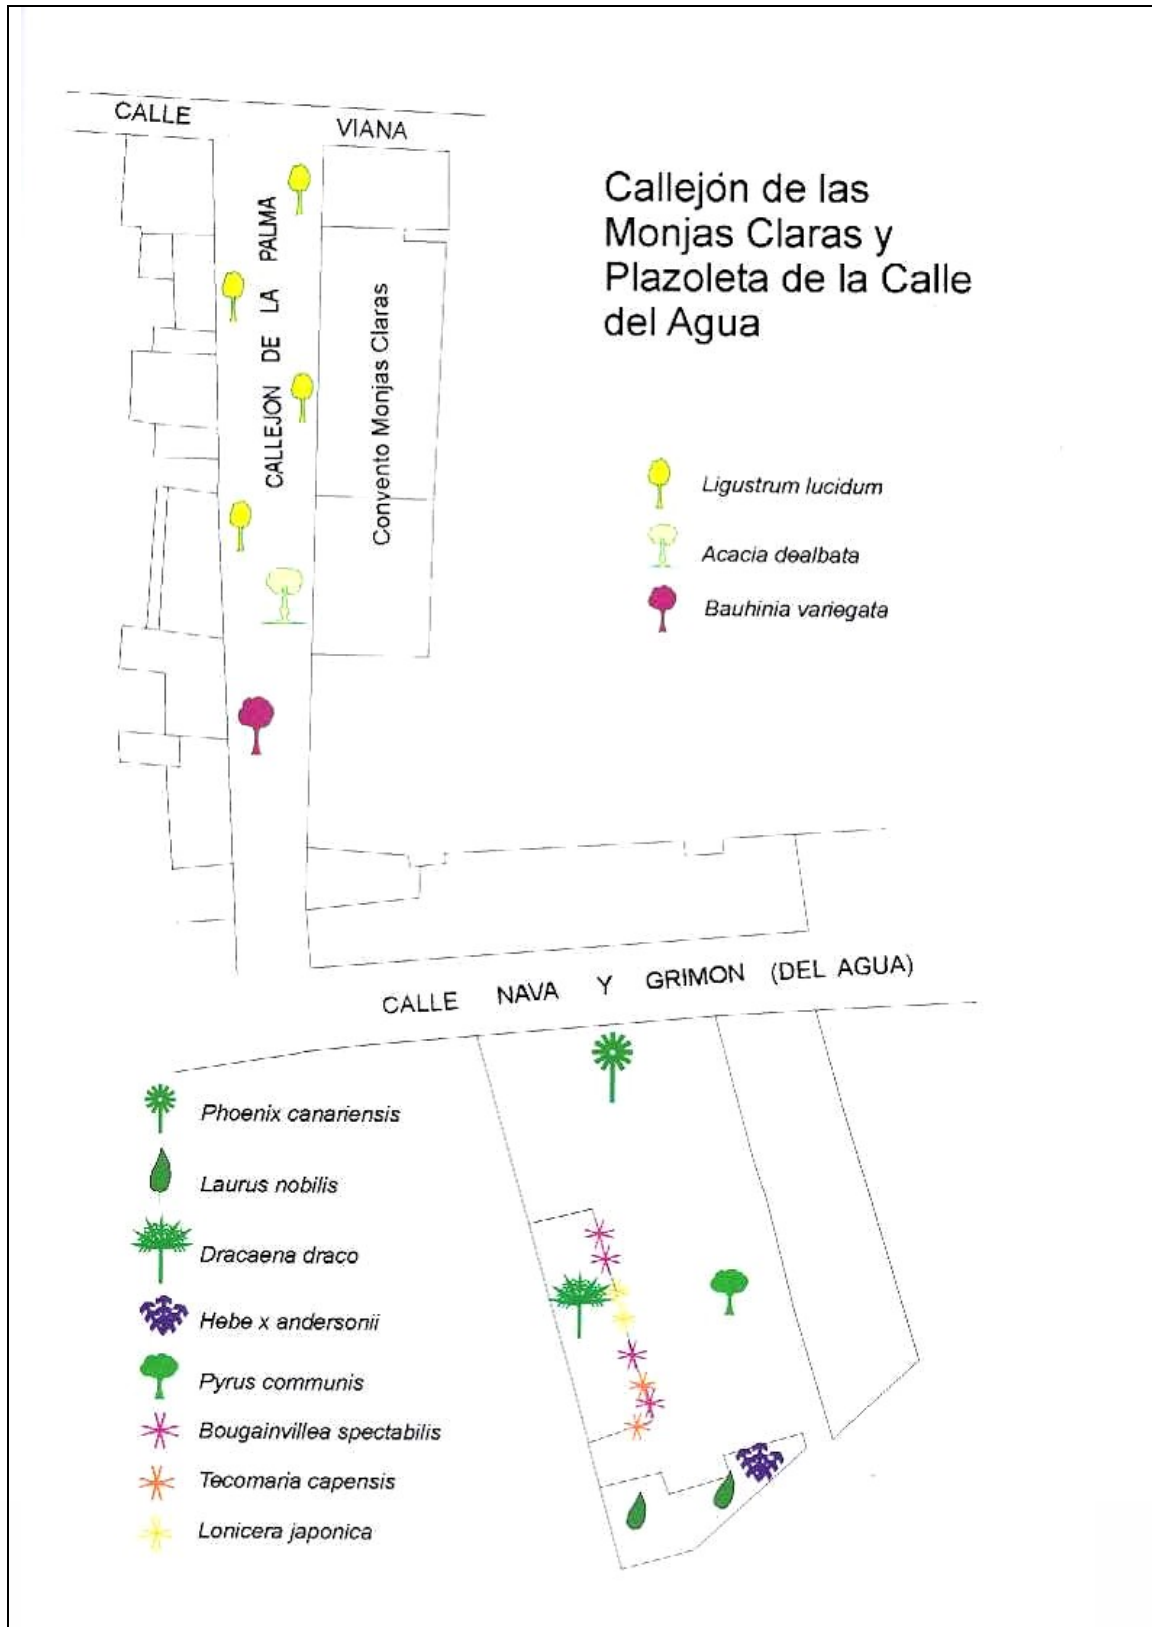 CALLE VIANA
CALLEJON DE LA PALMA
Convento Monjas Claras
Callejón de las
Monjas Claras y
Plazoleta de la Calle
del Agua
Ligustrum lucidum
Acacia dealbata
Bauhinia variegata
CALLE NAVA Y GRIMON (DEL AGUA)
Phoenix canariensis
Laurus nobilis
Dracaena draco
Hebe x andersonii
Pyrus communis
Bougainvillea spectabilis
Tecomaria capensis
Lonicera japonica